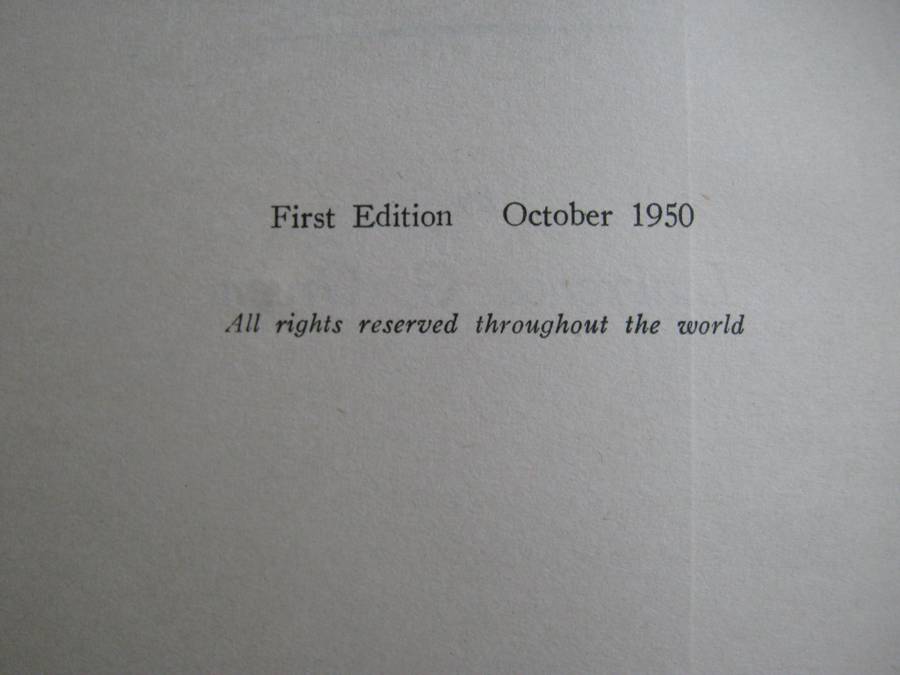 First Edition October 1950
All rights reserved throughout the world